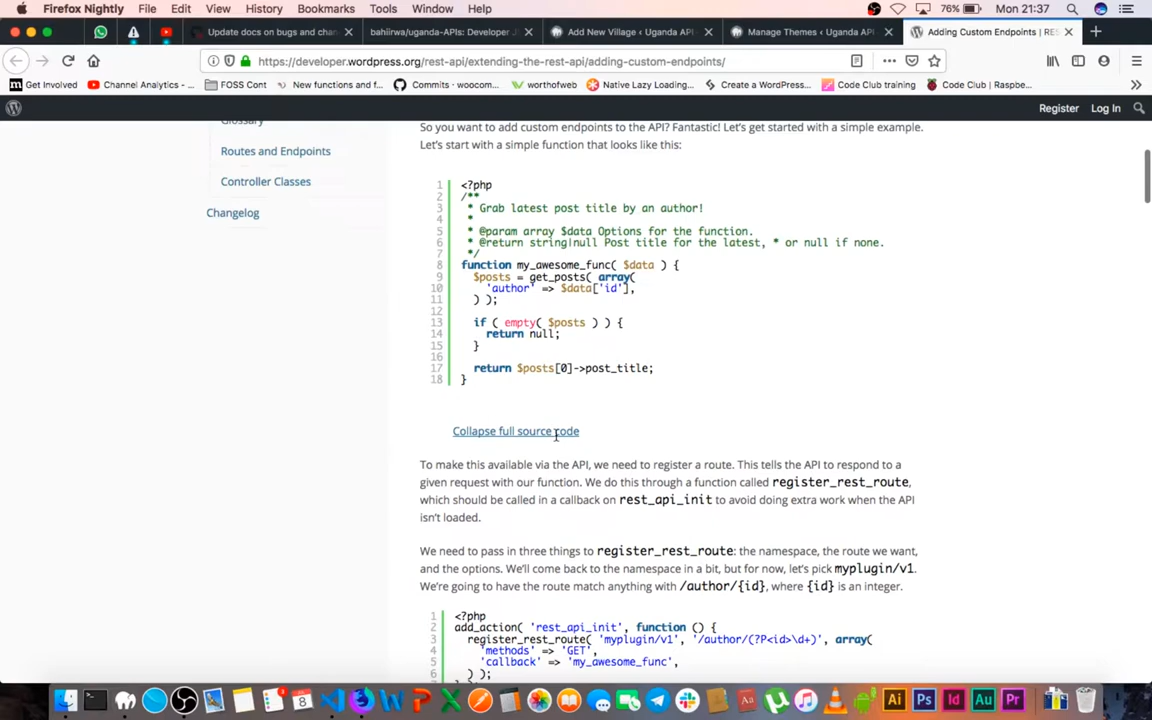 Firefox Nightly File Edit View History Bookmarks Tools Window Help 76% Mon 21:37
Update docs on bugs and chan
bahiirwa/uganda-APIs: Developer J
Add New Village ‹ Uganda API
Manage Themes ‹ Uganda API
Adding Custom Endpoints | RES
https://developer.wordpress.org/rest-api/extending-the-rest-api/adding-custom-endpoints/
Get Involved Channel Analytics -... FOSS Cont New functions and f... Commits · woocom... worthofweb Native Lazy Loading... Create a WordPress... Code Club training Code Club | Raspbe...
Register Log In
Glossary
Routes and Endpoints
Controller Classes
Changelog
So you want to add custom endpoints to the API? Fantastic! Let's get started with a simple example.
Let's start with a simple function that looks like this:
1 <?php
2 /**
3 * Grab latest post title by an author!
4 *
5 * @param array $data Options for the function.
6 * @return string|null Post title for the latest, * or null if none.
7 */
8 function my_awesome_func( $data ) {
9 $posts = get_posts( array(
10 'author' => $data['id'],
11 ) );
12
13 if ( empty( $posts ) ) {
14 return null;
15 }
16
17 return $posts[0]->post_title;
18 }
Collapse full source code
To make this available via the API, we need to register a route. This tells the API to respond to a
given request with our function. We do this through a function called register_rest_route,
which should be called in a callback on rest_api_init to avoid doing extra work when the API
isn't loaded.
We need to pass in three things to register_rest_route: the namespace, the route we want,
and the options. We'll come back to the namespace in a bit, but for now, let's pick myplugin/v1.
We're going to have the route match anything with /author/{id}, where {id} is an integer.
1 <?php
2 add_action( 'rest_api_init', function () {
3 register_rest_route( 'myplugin/v1', '/author/(?P<id>\d+)', array(
4 'methods' => 'GET',
5 'callback' => 'my_awesome_func',
6 ) );